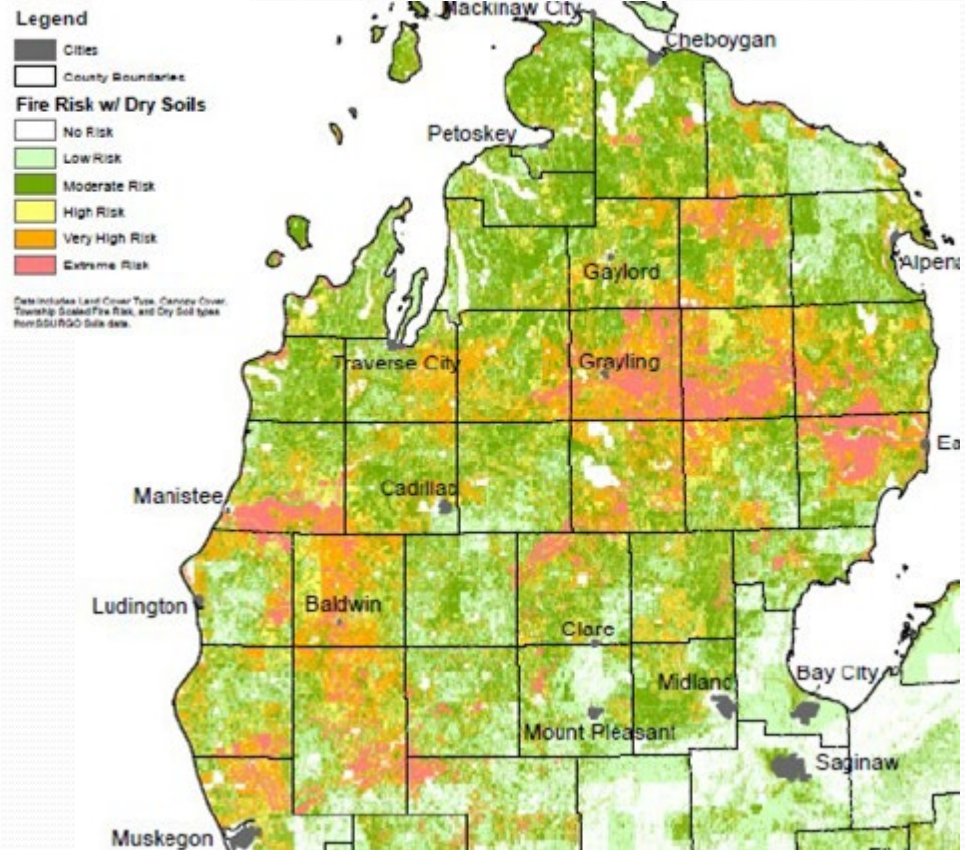 Legend
Cities
County Boundaries
Fire Risk w/ Dry Soils
No Risk
Low Risk
Moderate Risk
High Risk
Very High Risk
Extreme Risk
Data includes Land Cover Type, Canopy Cover,
Township Scaled Fire Risk, and Dry Soil types
from SSURGO Soils data.
Mackinaw City
Cheboygan
Petoskey
Gaylord
Alpena
Traverse City
Grayling
Ea
Manistee
Cadillac
Ludington
Baldwin
Clare
Midland
Bay City
Mount Pleasant
Saginaw
Muskegon